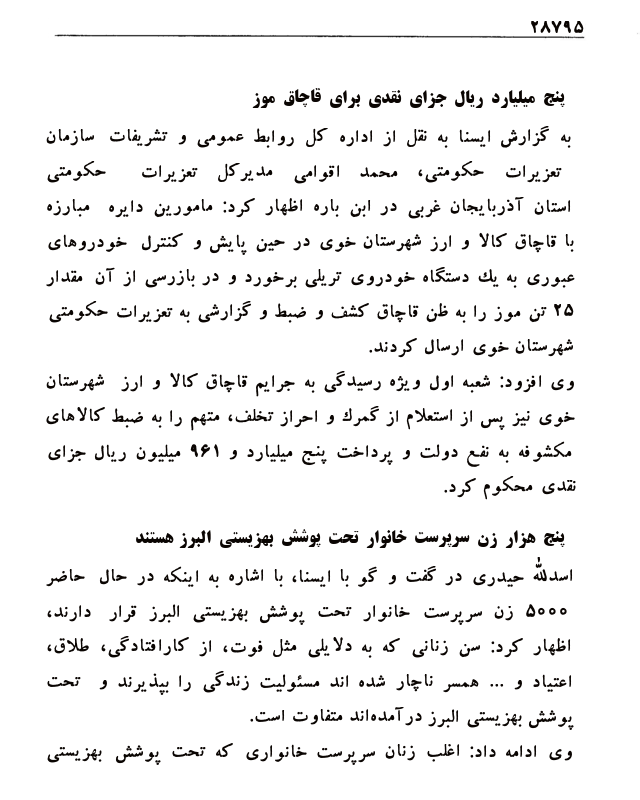 ۲۸۷۹۵
پنج میلیارد ریال جزای نقدی برای قاچاق موز
به گزارش ایسنا به نقل از اداره کل روابط عمومی و تشریفات سازمان
تعزیرات حکومتی، محمد اقوامی مدیرکل تعزیرات حکومتی
استان آذربایجان غربی در ابن باره اظهار کرد: مامورین دایره مبارزه
با قاچاق کالا و ارز شهرستان خوی در حین پایش و کنترل خودروهای
عبوری به یك دستگاه خودروی تریلی برخورد و در بازرسی از آن مقدار
۲۵ تن موز را به ظن قاچاق کشف و ضبط و گزارشی به تعزیرات حکومتی
شهرستان خوی ارسال کردند.
وی افزود: شعبه اول ویژه رسیدگی به جرایم قاچاق کالا و ارز شهرستان
خوی نیز پس از استعلام از گمرك و احراز تخلف، متهم را به ضبط کالاهای
مکشوفه به نفع دولت و پرداخت پنج میلیارد و ۹۶۱ میلیون ریال جزای
نقدی محکوم کرد.
پنج هزار زن سرپرست خانوار تحت پوشش بهزیستی البرز هستند
اسدالله حیدری در گفت و گو با ایسنا، با اشاره به اینکه در حال حاضر
۵۰۰۰ زن سرپرست خانوار تحت پوشش بهزیستی البرز قرار دارند،
اظهار کرد: سن زنانی که به دلایلی مثل فوت، از کارافتادگی، طلاق،
اعتیاد و ... همسر ناچار شده اند مسئولیت زندگی را بپذیرند و تحت
پوشش بهزیستی البرز درآمده‌اند متفاوت است.
وی ادامه داد: اغلب زنان سرپرست خانواری که تحت پوشش بهزیستی